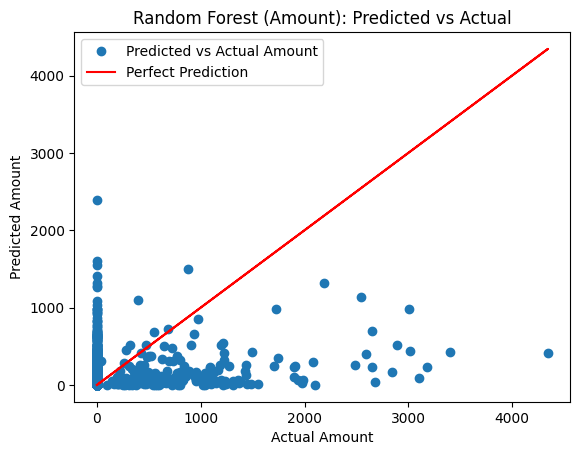 Random Forest (Amount): Predicted vs Actual
Predicted vs Actual Amount
Perfect Prediction
4000
3000
2000
1000
0
Predicted Amount
0 1000 2000 3000 4000
Actual Amount